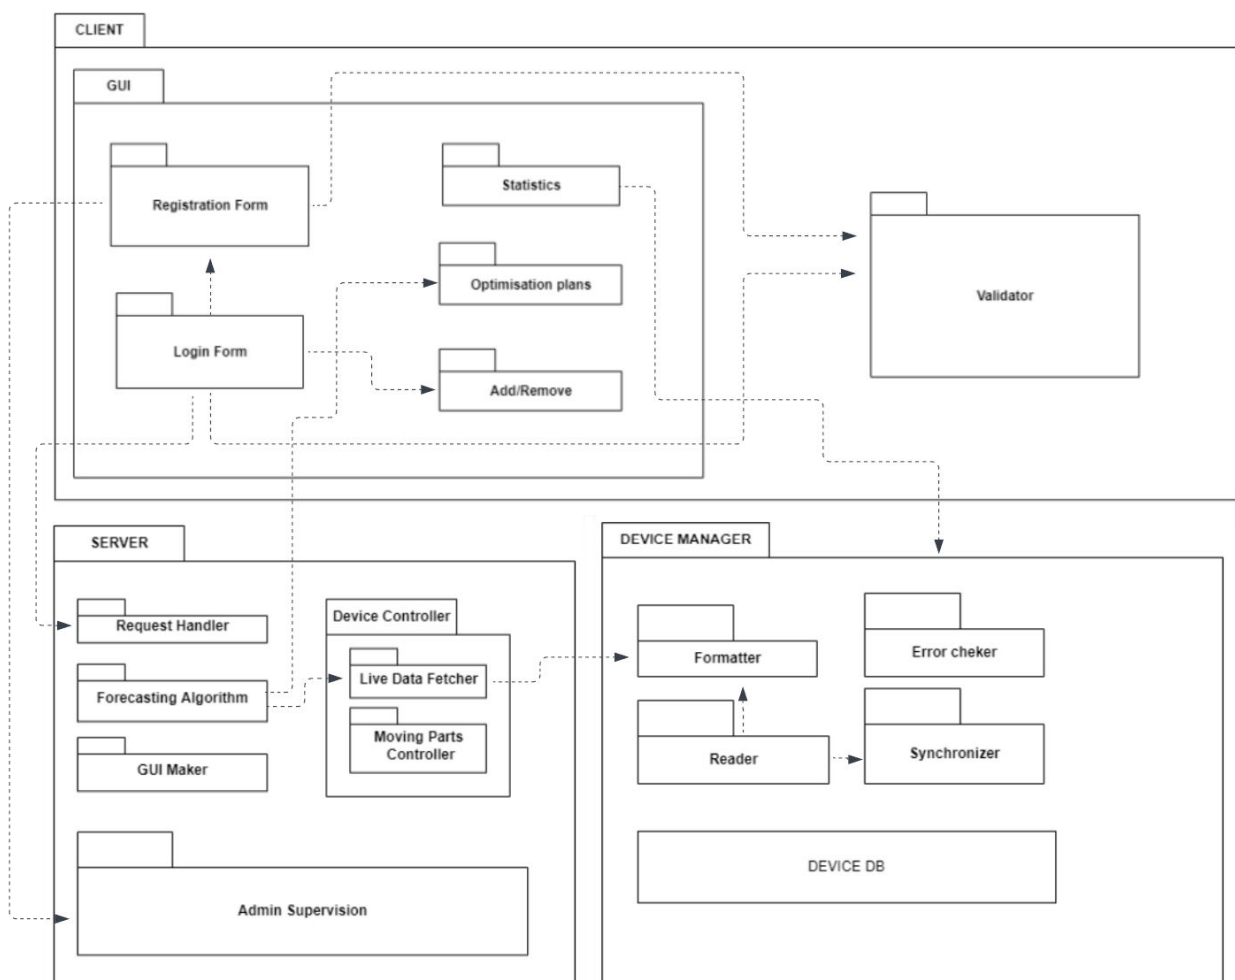 CLIENT
GUI
Registration Form
Statistics
Optimisation plans
Validator
Login Form
Add/Remove
SERVER
DEVICE MANAGER
Request Handler
Device Controller
Formatter
Error cheker
Forecasting Algorithm
Live Data Fetcher
Moving Parts
Controller
Reader
Synchronizer
GUI Maker
DEVICE DB
Admin Supervision